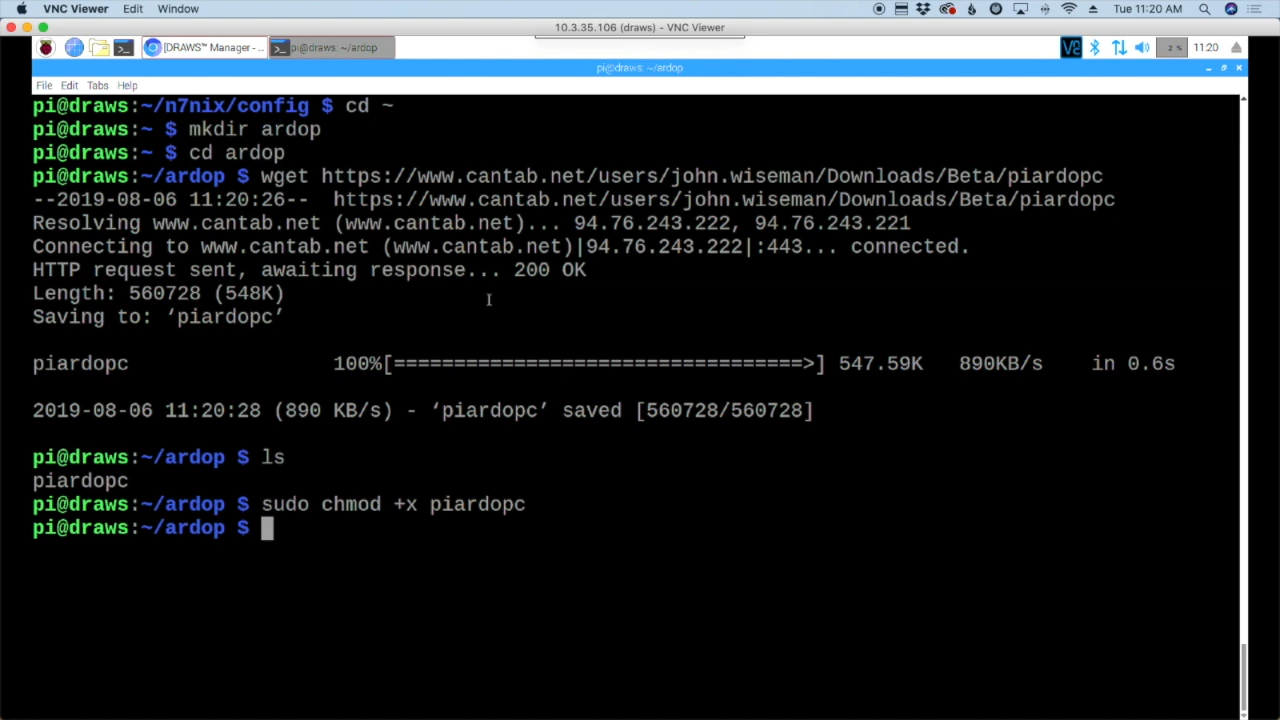 VNC Viewer Edit Window Tue 11:20 AM
10.3.35.106 (draws) - VNC Viewer
[DRAWS™ Manager - ... pi@draws: ~/ardop V2 2 % 11:20
pi@draws: ~/ardop
File Edit Tabs Help
pi@draws:~/n7nix/config $ cd ~
pi@draws:~ $ mkdir ardop
pi@draws:~ $ cd ardop
pi@draws:~/ardop $ wget https://www.cantab.net/users/john.wiseman/Downloads/Beta/piardopc
--2019-08-06 11:20:26--  https://www.cantab.net/users/john.wiseman/Downloads/Beta/piardopc
Resolving www.cantab.net (www.cantab.net)... 94.76.243.222, 94.76.243.221
Connecting to www.cantab.net (www.cantab.net)|94.76.243.222|:443... connected.
HTTP request sent, awaiting response... 200 OK
Length: 560728 (548K)
Saving to: ‘piardopc’
piardopc 100%[==================================>] 547.59K 890KB/s in 0.6s
2019-08-06 11:20:28 (890 KB/s) - ‘piardopc’ saved [560728/560728]
pi@draws:~/ardop $ ls
piardopc
pi@draws:~/ardop $ sudo chmod +x piardopc
pi@draws:~/ardop $